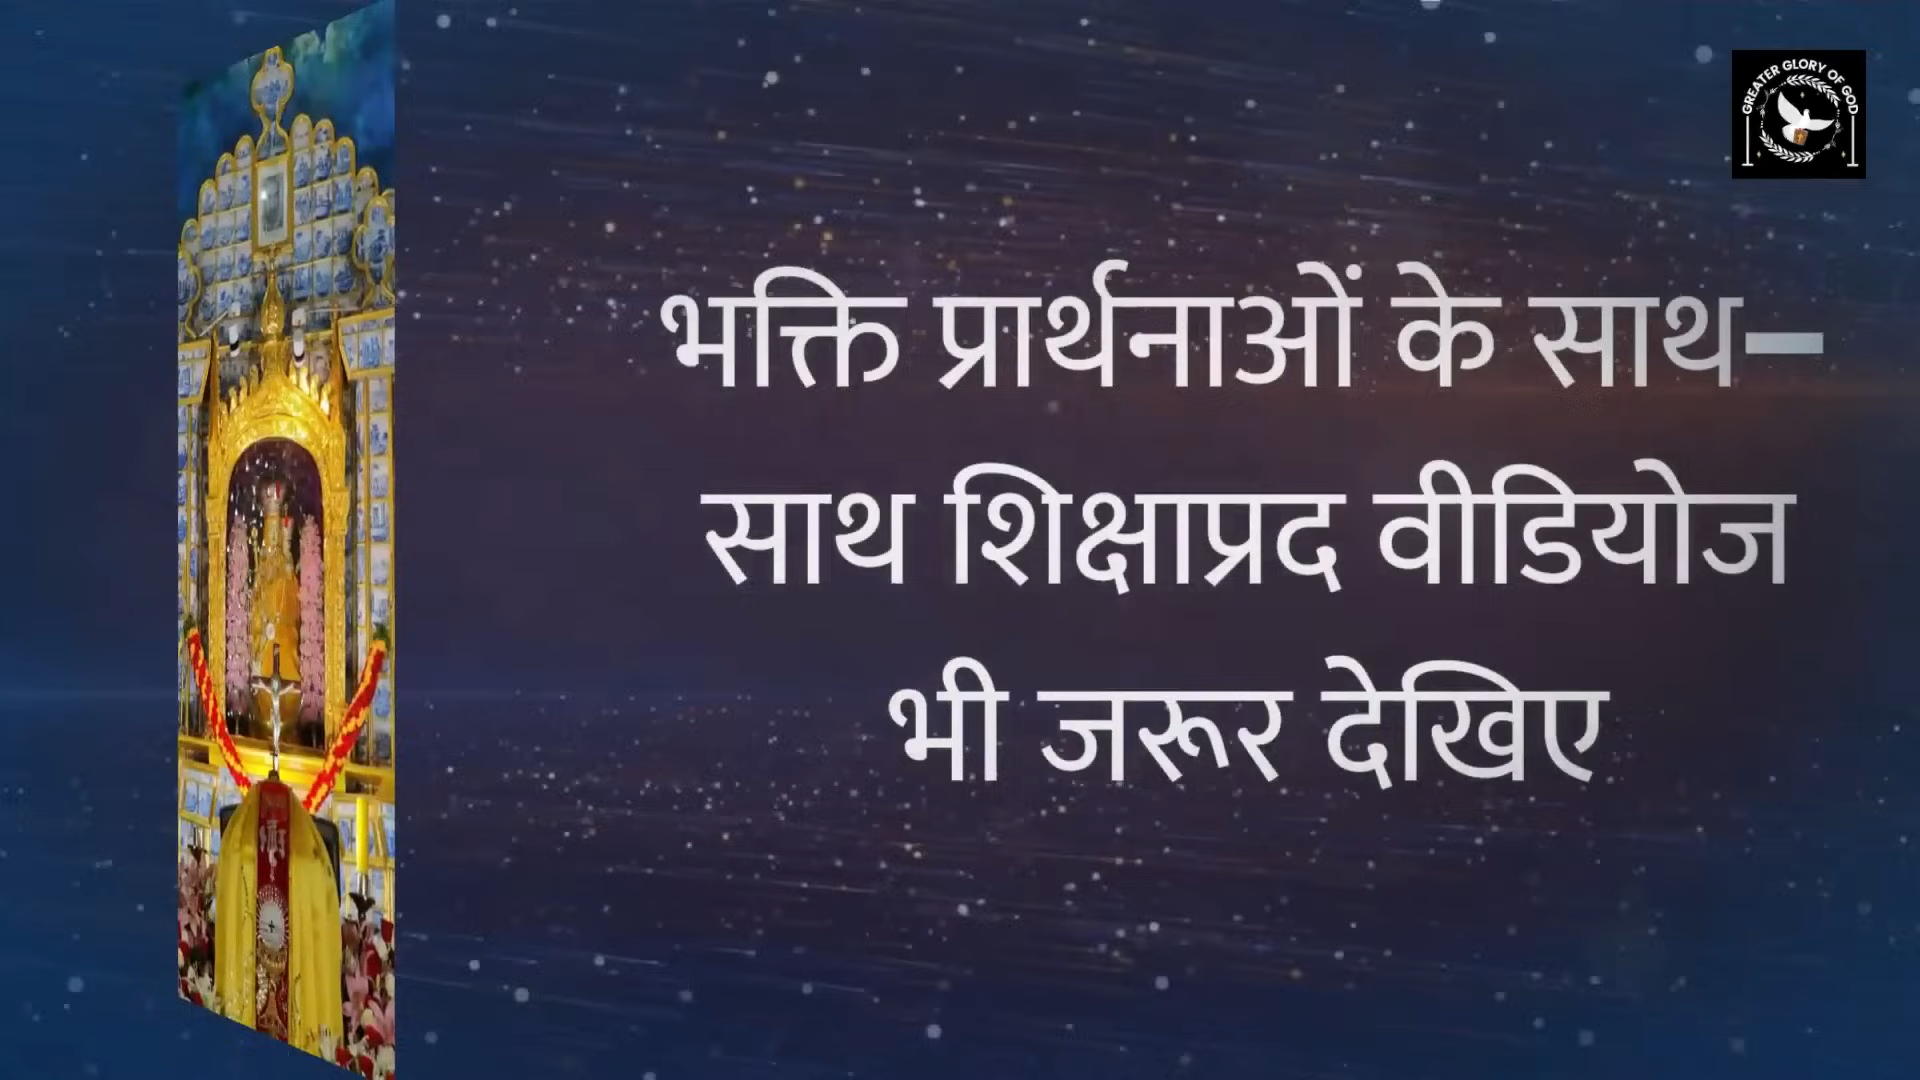 GREATER GLORY OF GOD
भक्ति प्रार्थनाओं के साथ–
साथ शिक्षाप्रद वीडियोज
भी जरूर देखिए